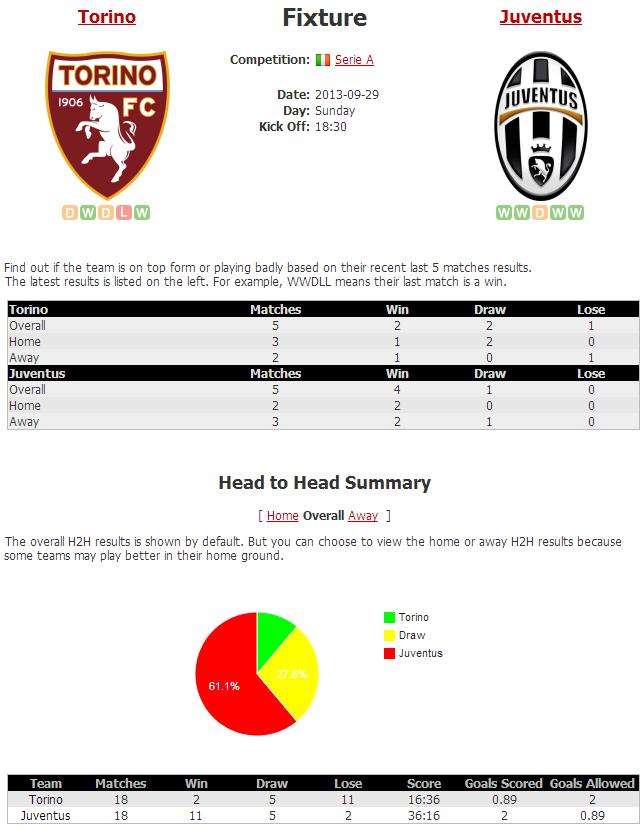 Torino
Fixture
Juventus
Competition: Serie A
Date: 2013-09-29
Day: Sunday
Kick Off: 18:30
TORINO
1906 FC
JUVENTUS
D W D L W
W W D W W
Find out if the team is on top form or playing badly based on their recent last 5 matches results.
The latest results is listed on the left. For example, WWDLL means their last match is a win.
Torino Matches Win Draw Lose
Overall 5 2 2 1
Home 3 1 2 0
Away 2 1 0 1
Juventus Matches Win Draw Lose
Overall 5 4 1 0
Home 2 2 0 0
Away 3 2 1 0
Head to Head Summary
[ Home Overall Away ]
The overall H2H results is shown by default. But you can choose to view the home or away H2H results because
some teams may play better in their home ground.
Torino
Draw
Juventus
27.8%
61.1%
Team Matches Win Draw Lose Score Goals Scored Goals Allowed
Torino 18 2 5 11 16:36 0.89 2
Juventus 18 11 5 2 36:16 2 0.89